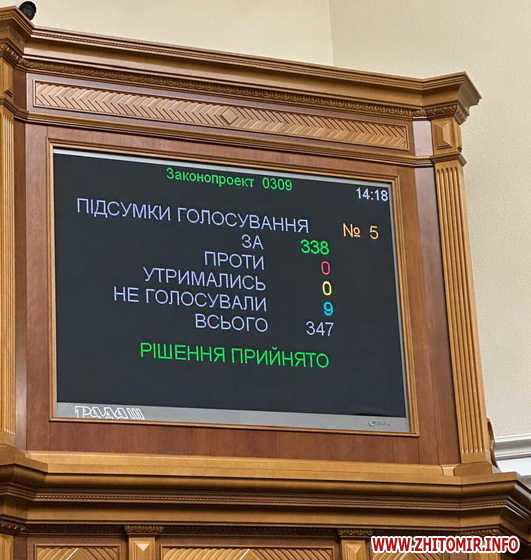 Законопроект 0309
14:18
ПІДСУМКИ ГОЛОСУВАННЯ № 5
ЗА 338
ПРОТИ 0
УТРИМАЛИСЬ 0
НЕ ГОЛОСУВАЛИ 9
ВСЬОГО 347
РІШЕННЯ ПРИЙНЯТО
РАДА III
WWW.ZHITOMIR.INFO